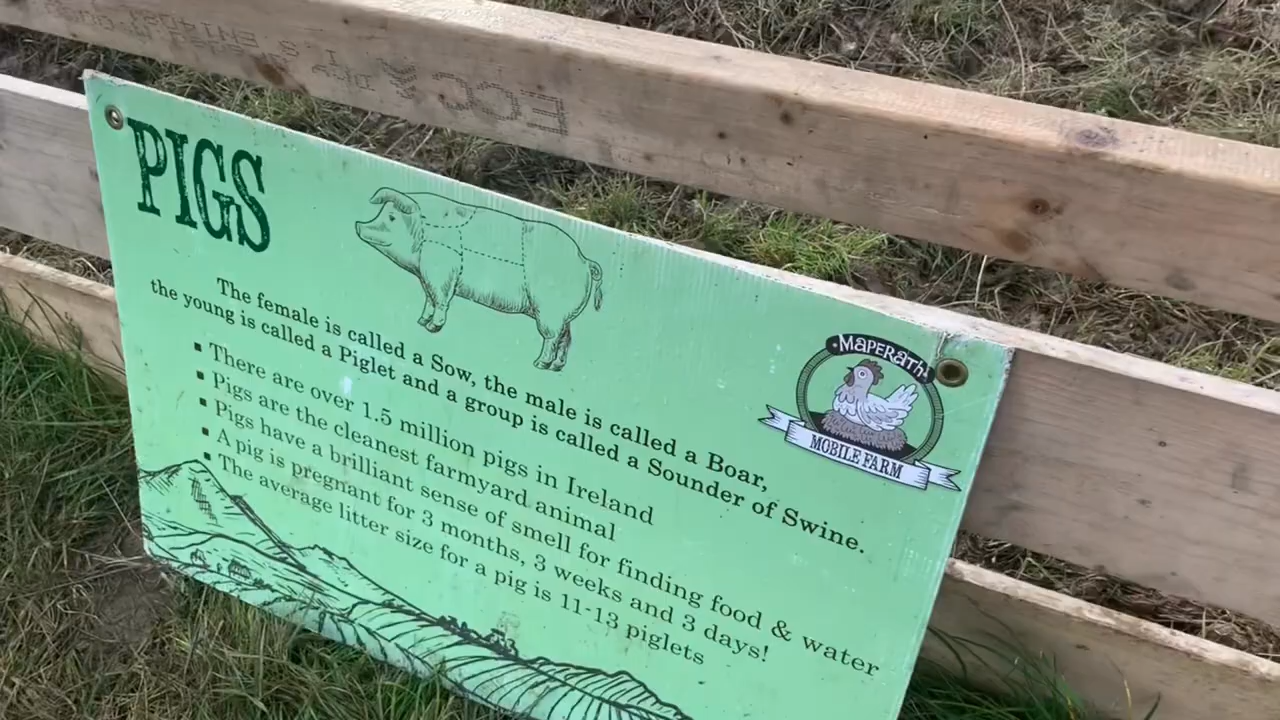 PIGS
The female is called a Sow, the male is called a Boar,
the young is called a Piglet and a group is called a Sounder of Swine.
▪ There are over 1.5 million pigs in Ireland
▪ Pigs are the cleanest farmyard animal
▪ Pigs have a brilliant sense of smell for finding food & water
▪ A pig is pregnant for 3 months, 3 weeks and 3 days!
▪ The average litter size for a pig is 11-13 piglets
MAPERATH
MOBILE FARM